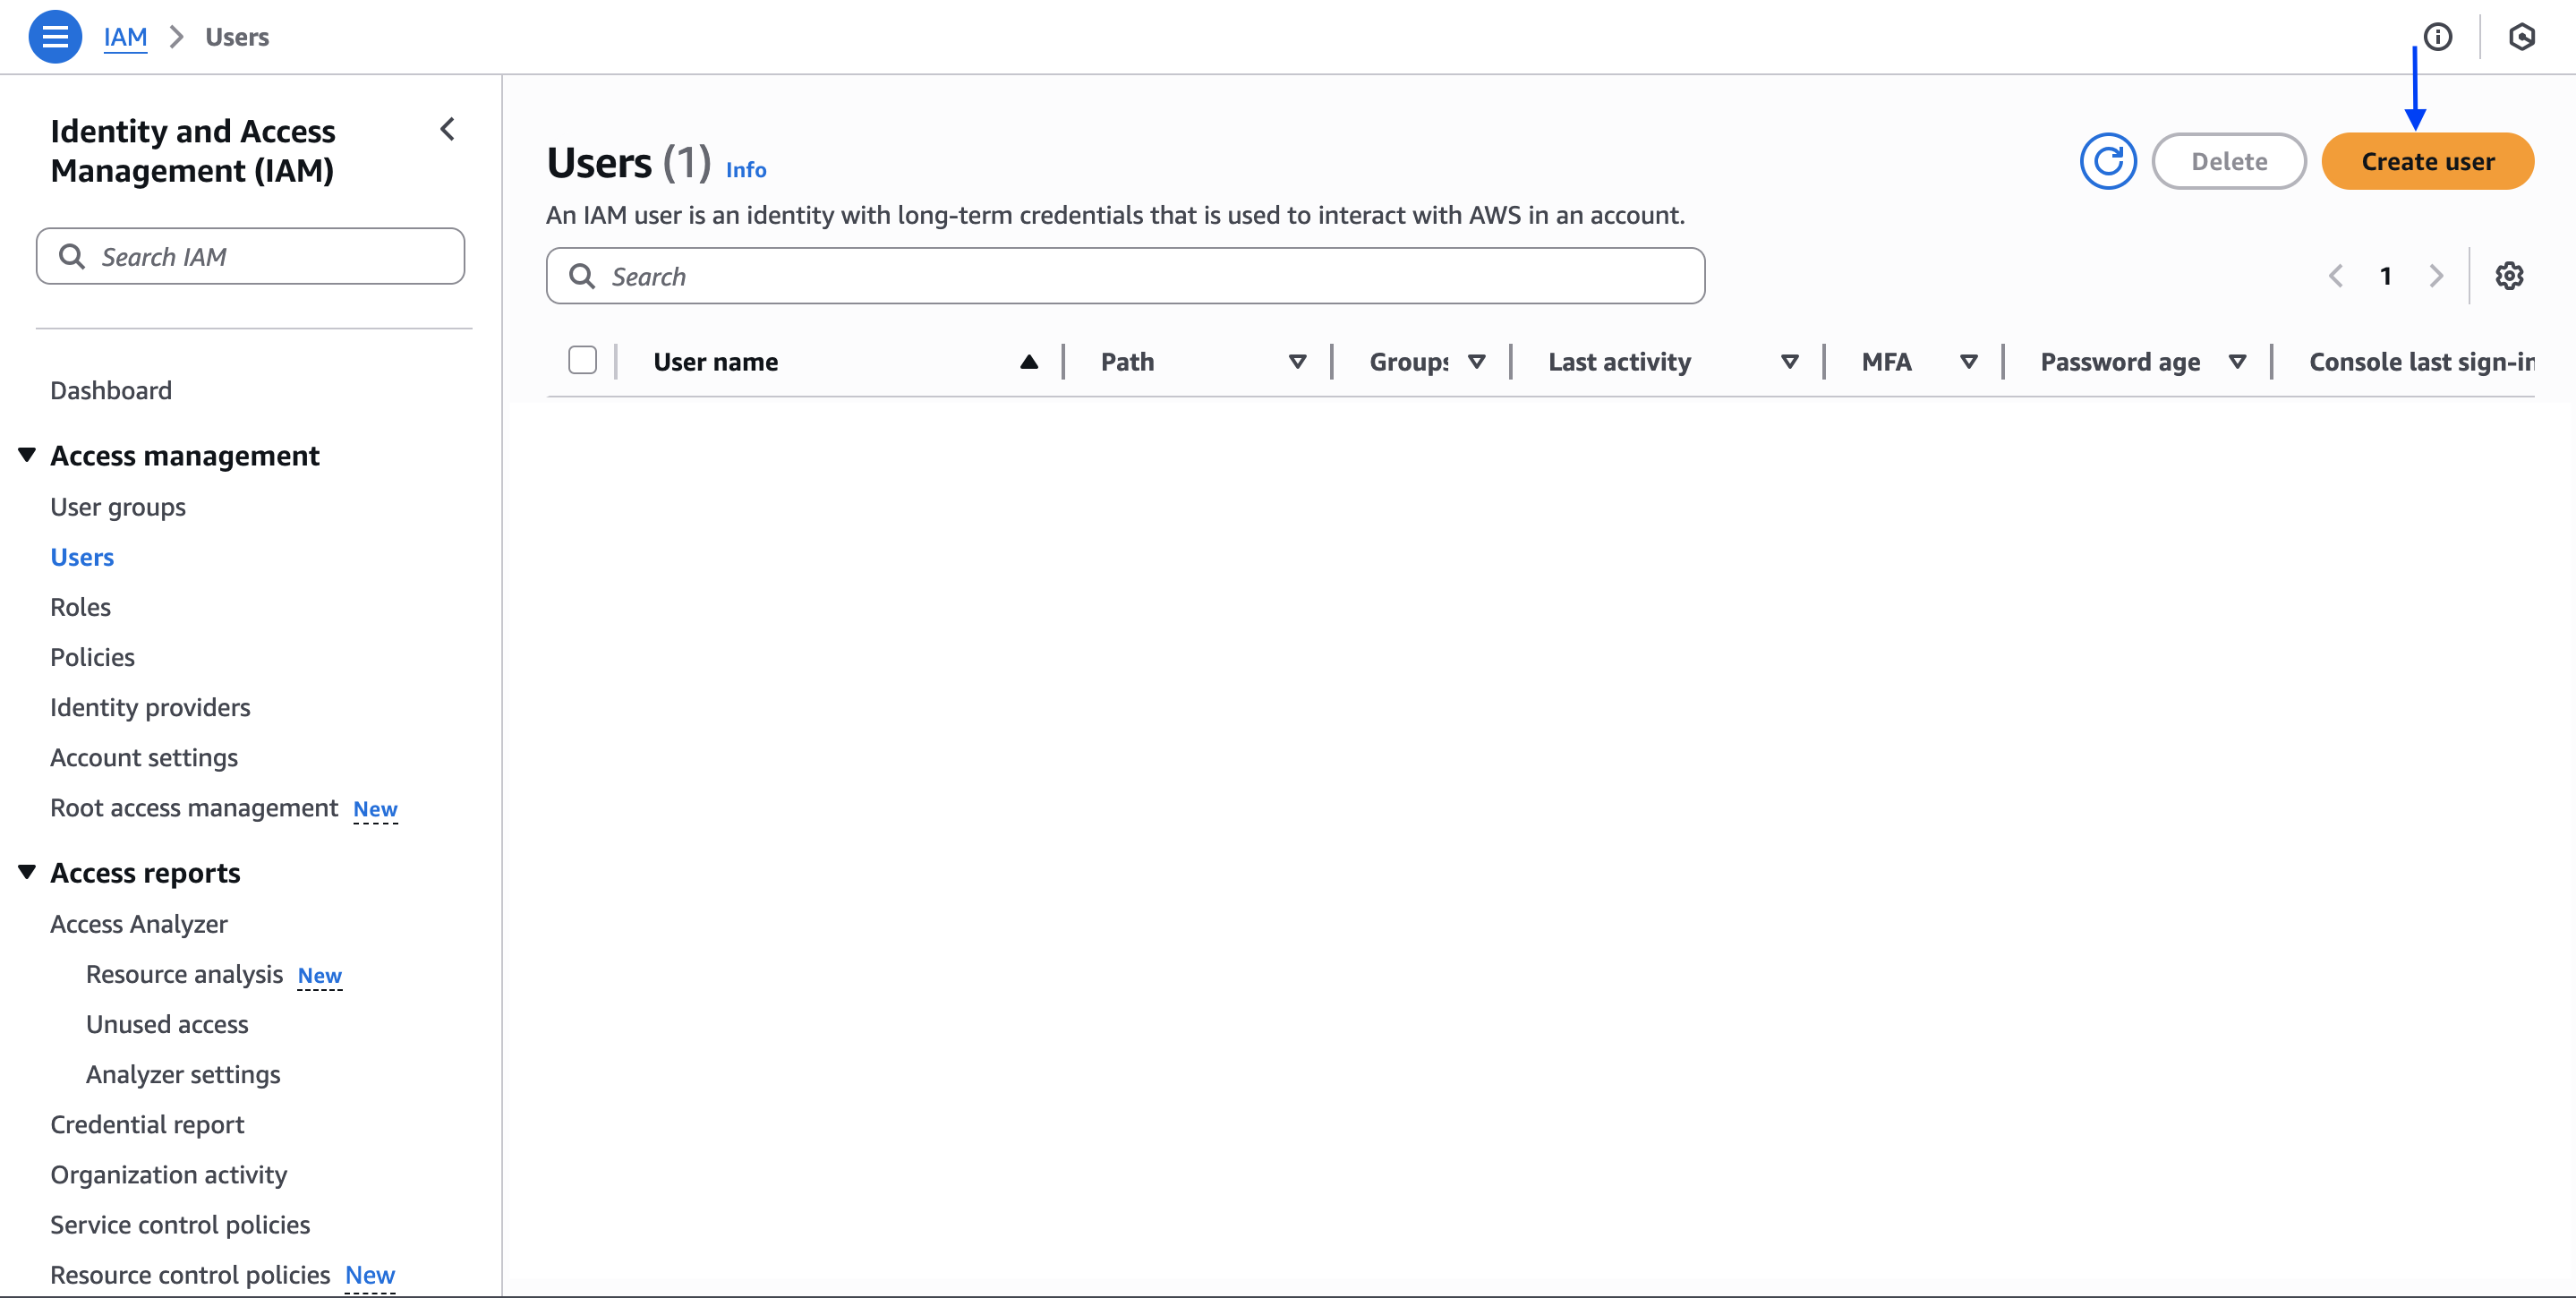 IAM > Users
Identity and Access
Management (IAM)
Search IAM
Dashboard
Access management
User groups
Users
Roles
Policies
Identity providers
Account settings
Root access management New
Access reports
Access Analyzer
Resource analysis New
Unused access
Analyzer settings
Credential report
Organization activity
Service control policies
Resource control policies New
Users (1) Info
Delete
Create user
An IAM user is an identity with long-term credentials that is used to interact with AWS in an account.
Search
1
User name Path Groups Last activity MFA Password age Console last sign-in